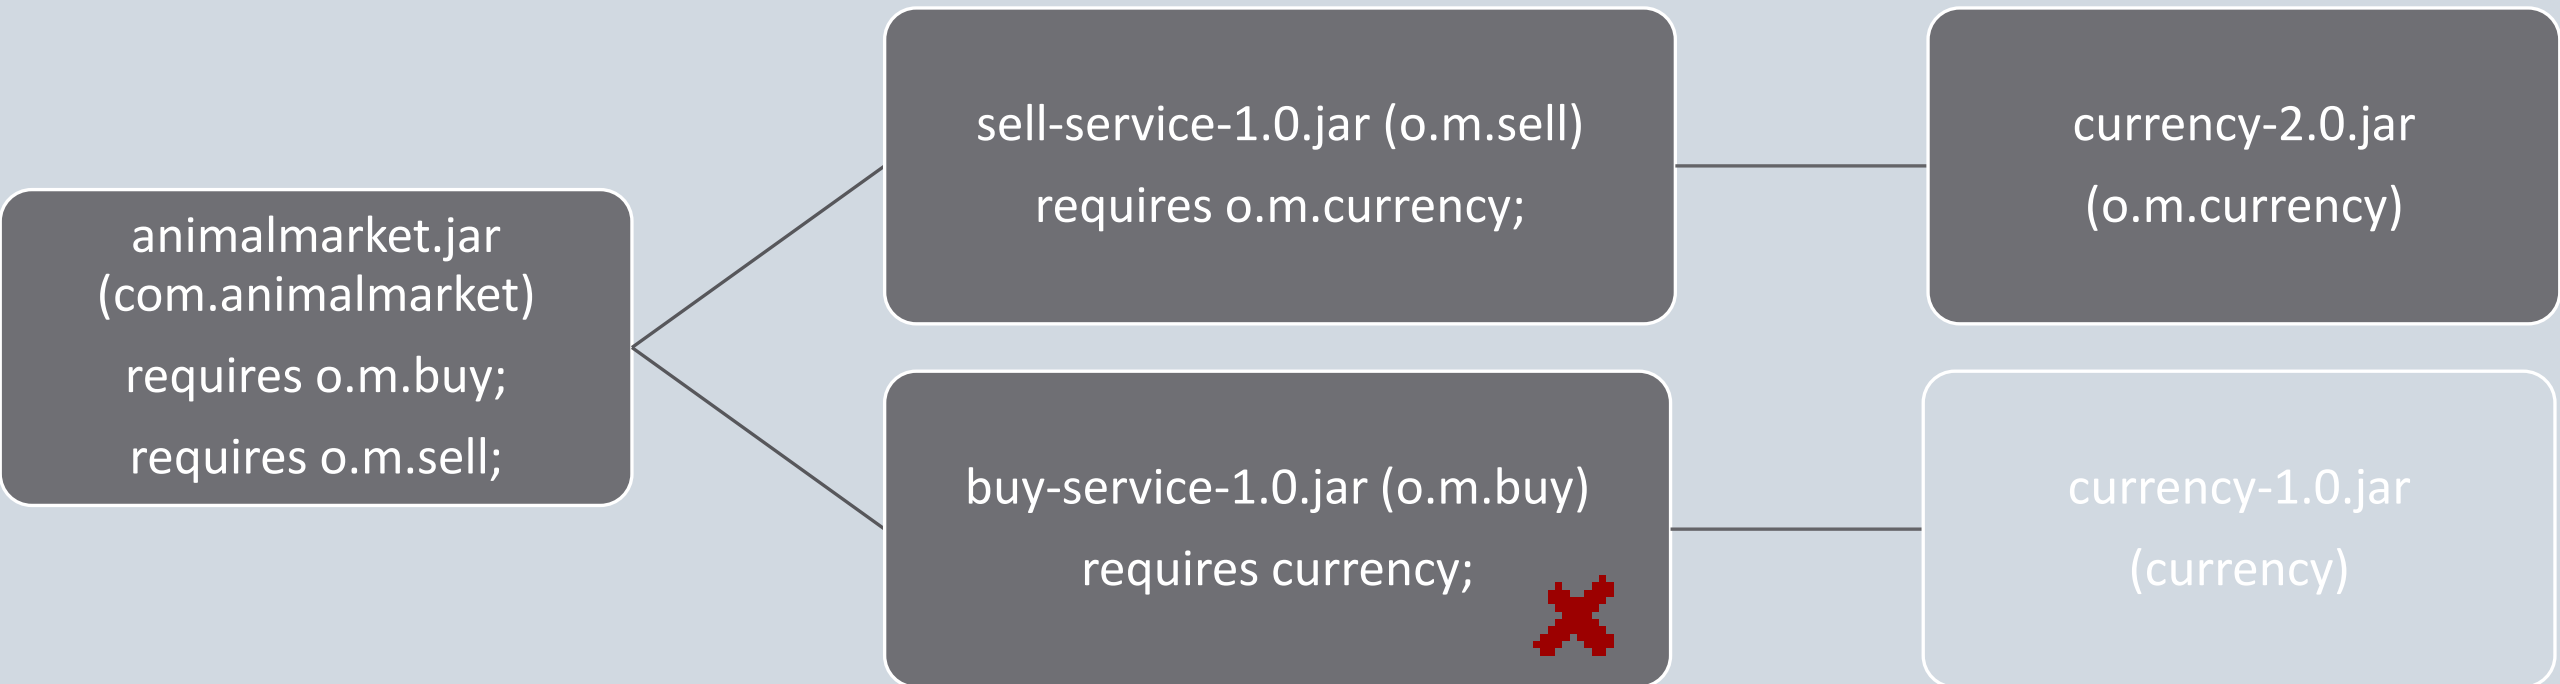 animalmarket.jar
(com.animalmarket)
requires o.m.buy;
requires o.m.sell;
sell-service-1.0.jar (o.m.sell)
requires o.m.currency;
currency-2.0.jar
(o.m.currency)
buy-service-1.0.jar (o.m.buy)
requires currency;
currency-1.0.jar
(currency)